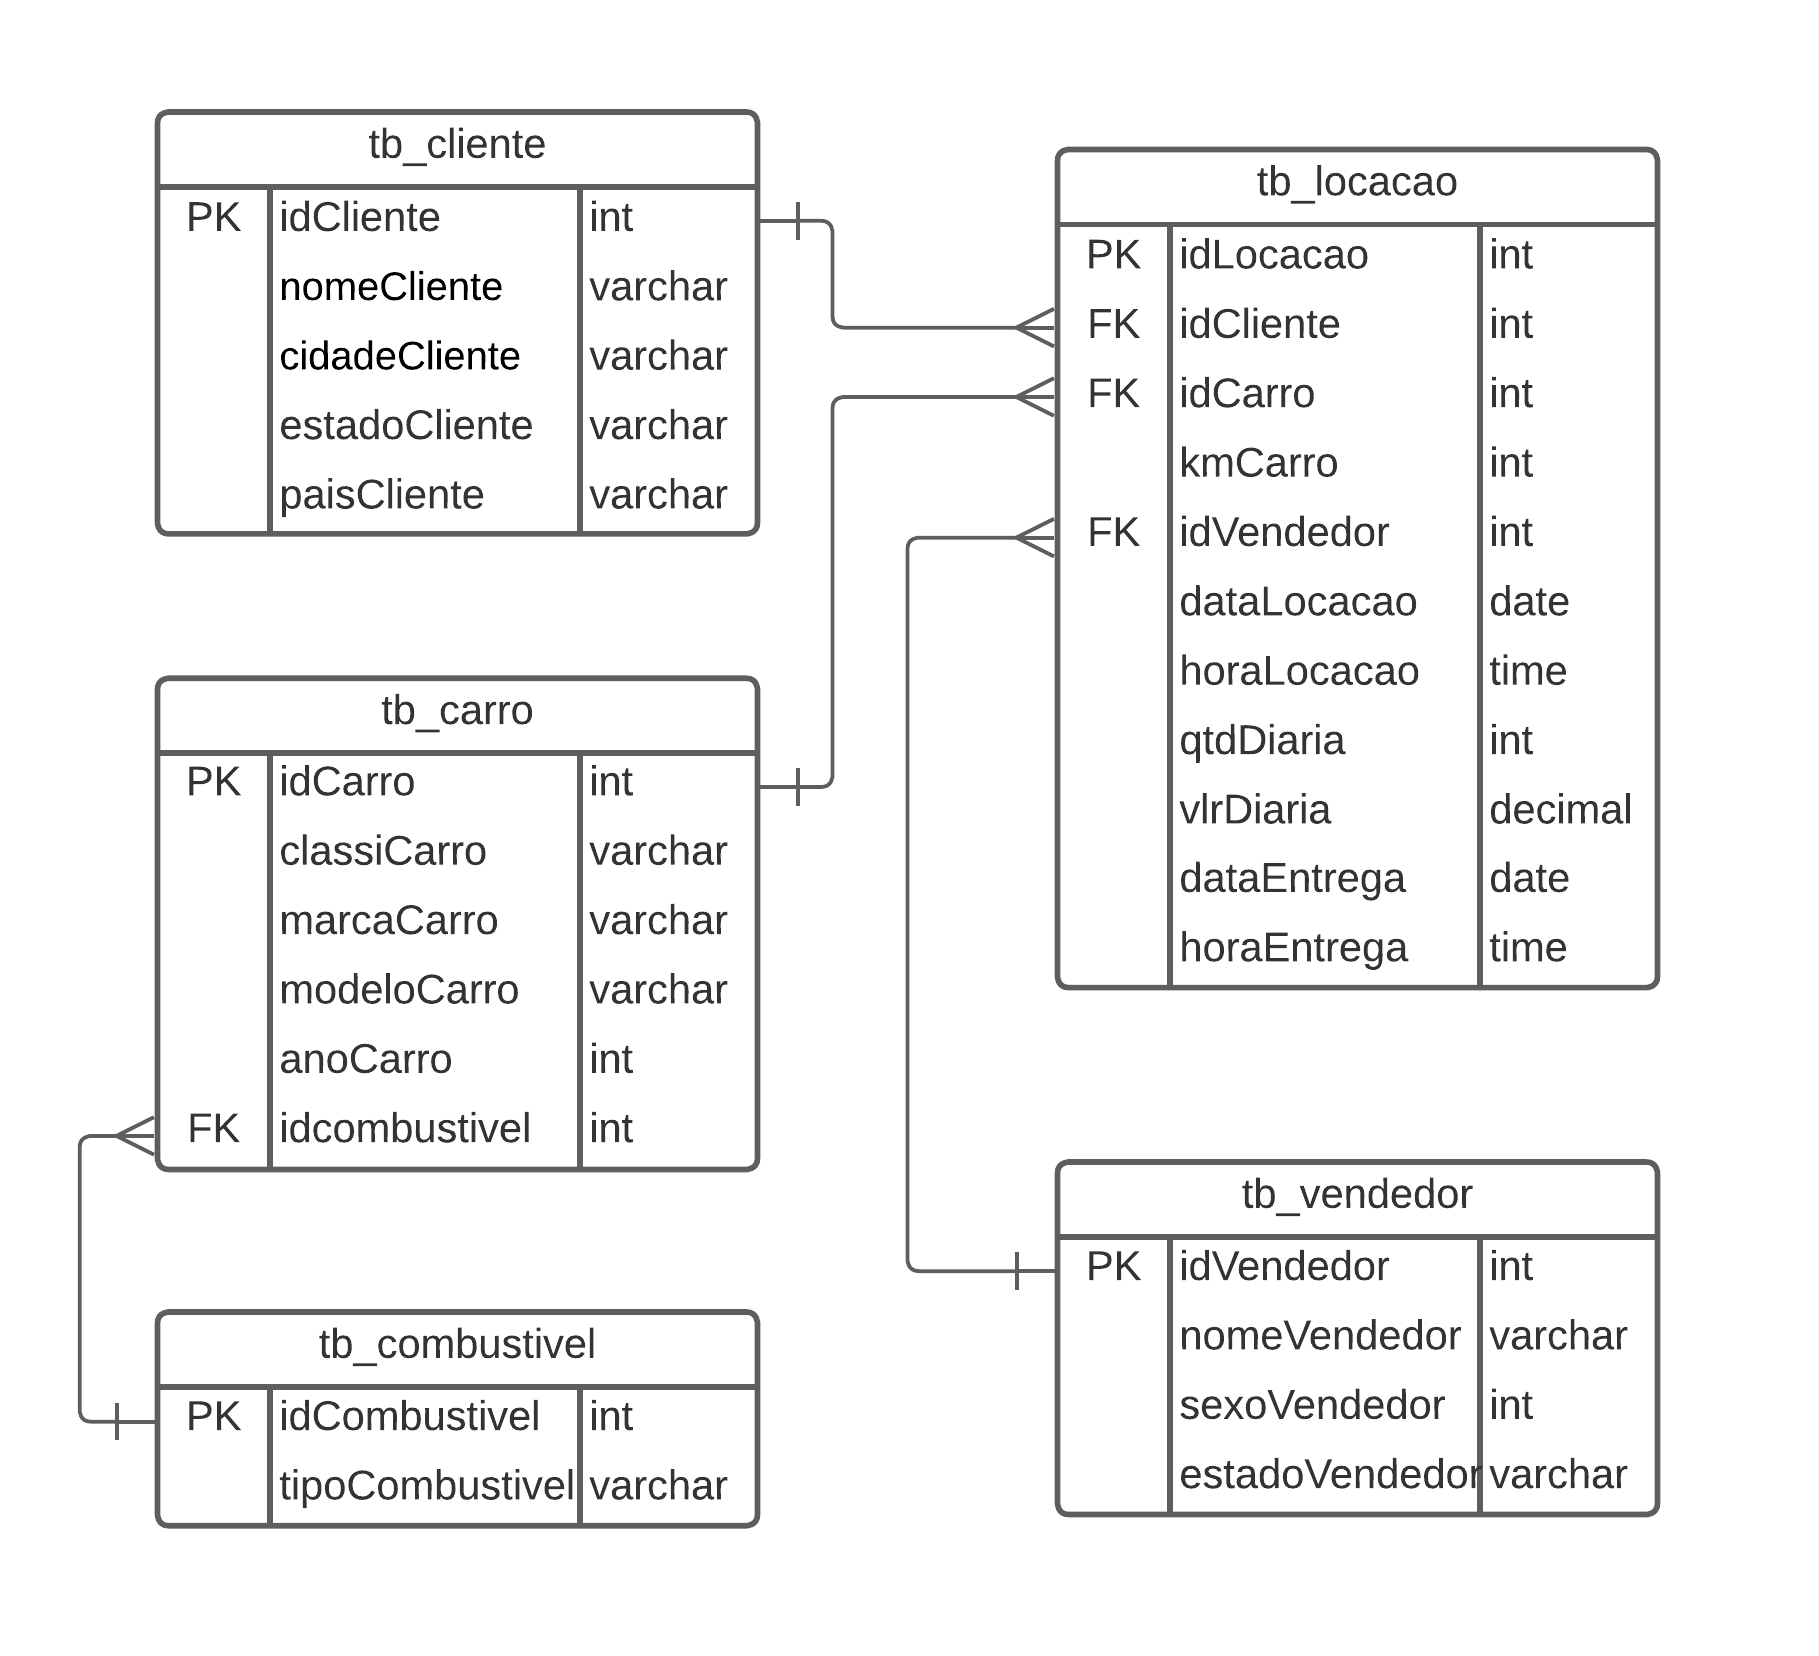 tb_cliente
PK idCliente int
nomeCliente varchar
cidadeCliente varchar
estadoCliente varchar
paisCliente varchar
tb_locacao
PK idLocacao int
FK idCliente int
FK idCarro int
kmCarro int
FK idVendedor int
dataLocacao date
horaLocacao time
qtdDiaria int
vlrDiaria decimal
dataEntrega date
horaEntrega time
tb_carro
PK idCarro int
classiCarro varchar
marcaCarro varchar
modeloCarro varchar
anoCarro int
FK idcombustivel int
tb_vendedor
PK idVendedor int
nomeVendedor varchar
sexoVendedor int
estadoVendedor varchar
tb_combustivel
PK idCombustivel int
tipoCombustivel varchar